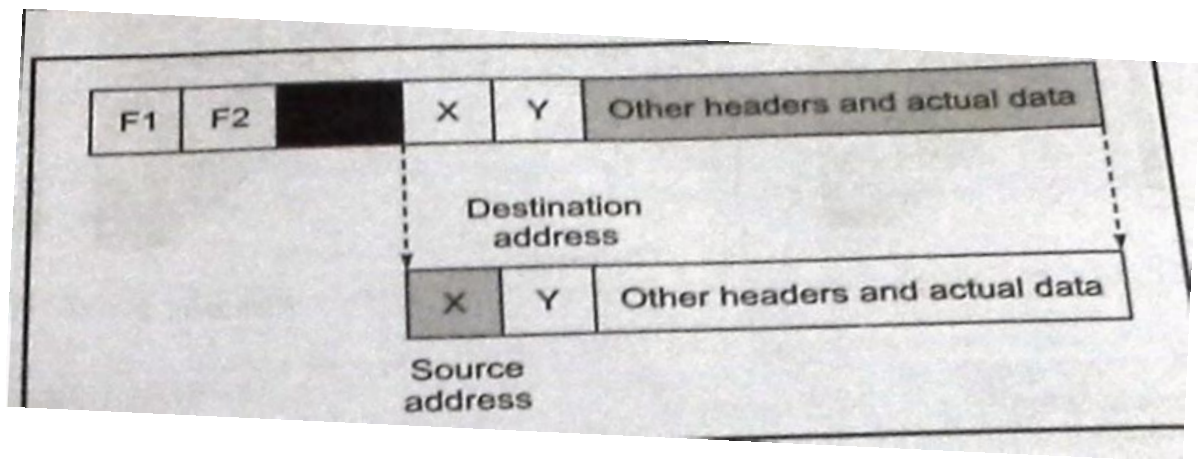 F1 F2 X Y Other headers and actual data
Destination
address
X Y Other headers and actual data
Source
address